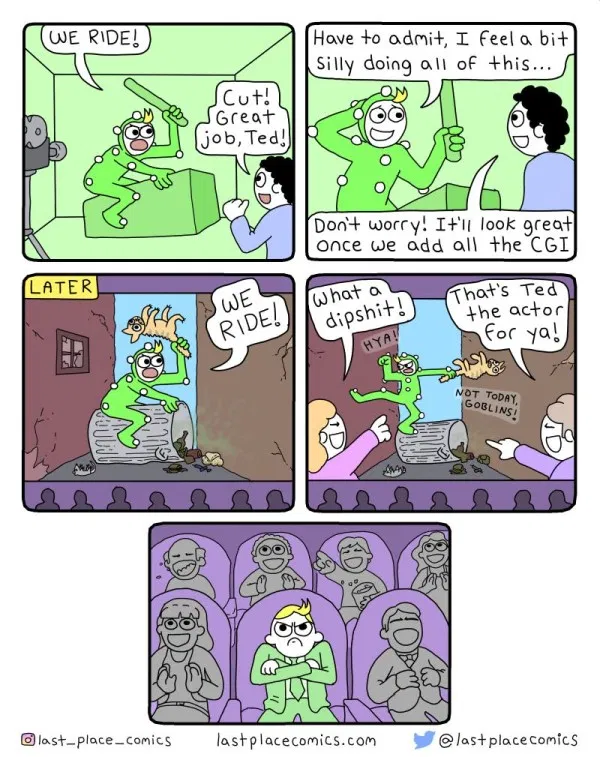 WE RIDE!
Cut!
Great
job, Ted!
Have to admit, I feel a bit
silly doing all of this...
Don't worry! It'll look great
once we add all the CGI
LATER
WE
RIDE!
What a
dipshit!
That's Ted
the actor
for ya!
HYA!
NOT TODAY,
GOBLINS!
last_place_comics
lastplacecomics.com
@lastplacecomics